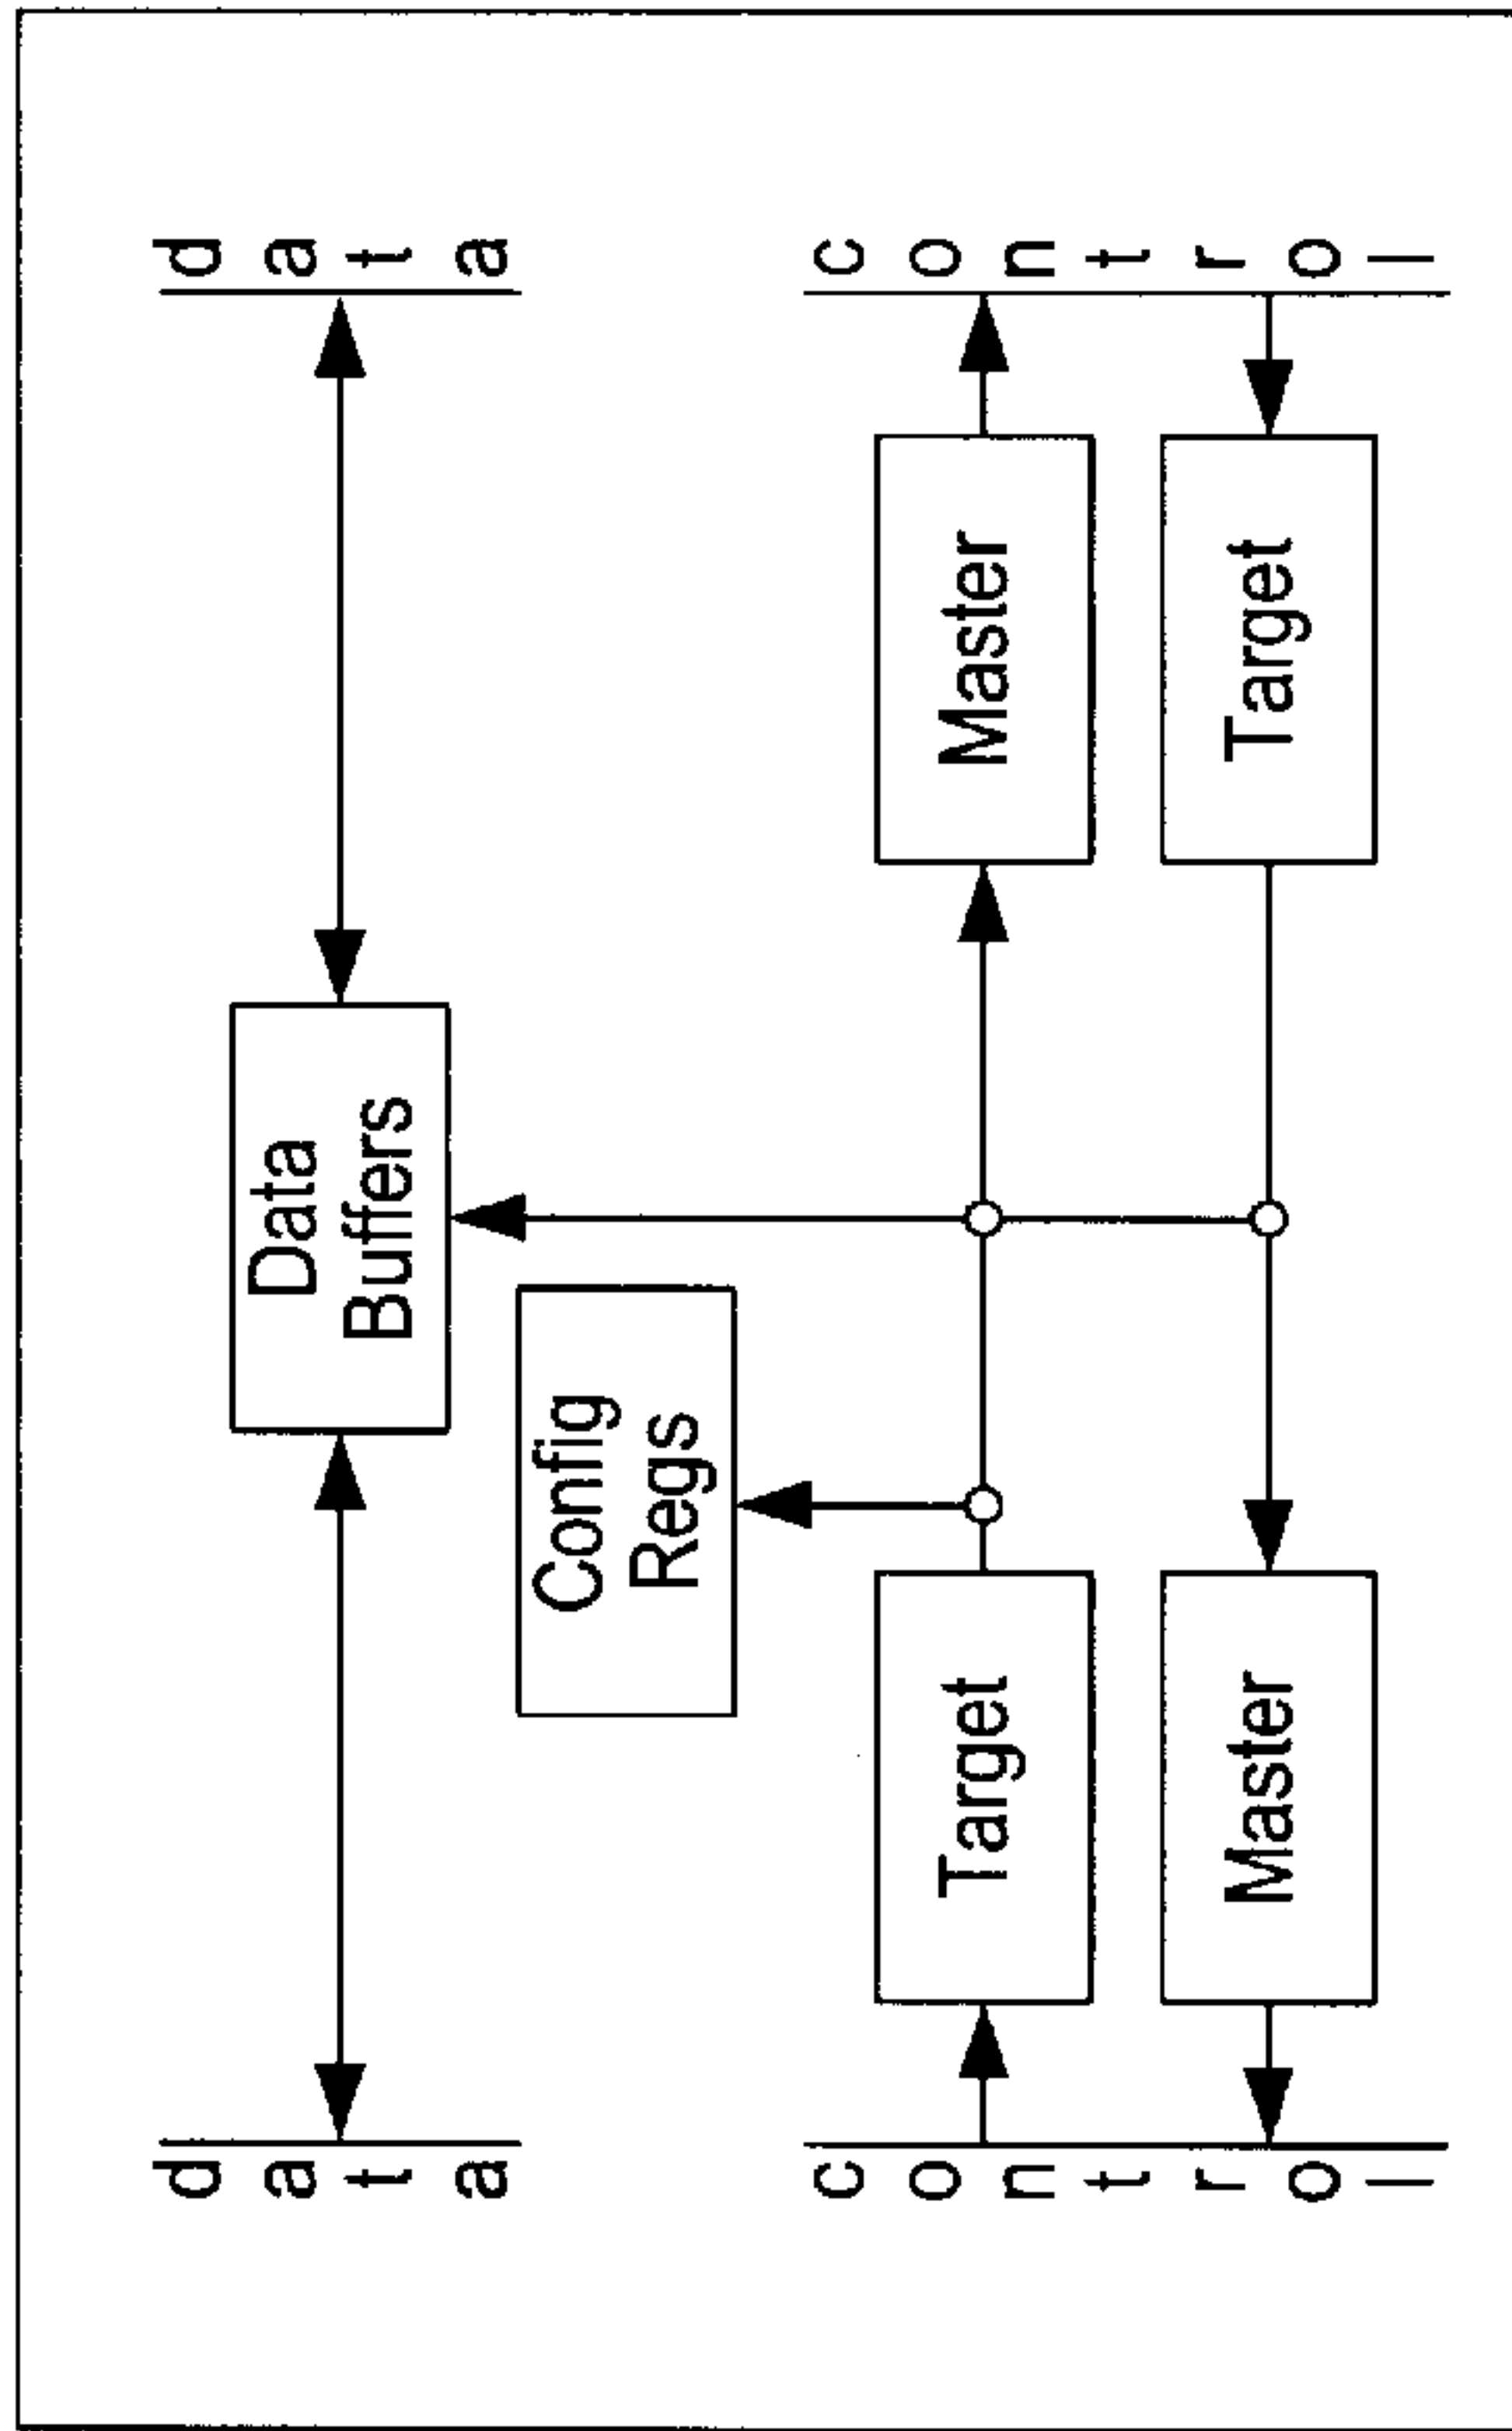 data
Data
Buffers
data
Config
Regs
control
Target
Master
control
Master
Target